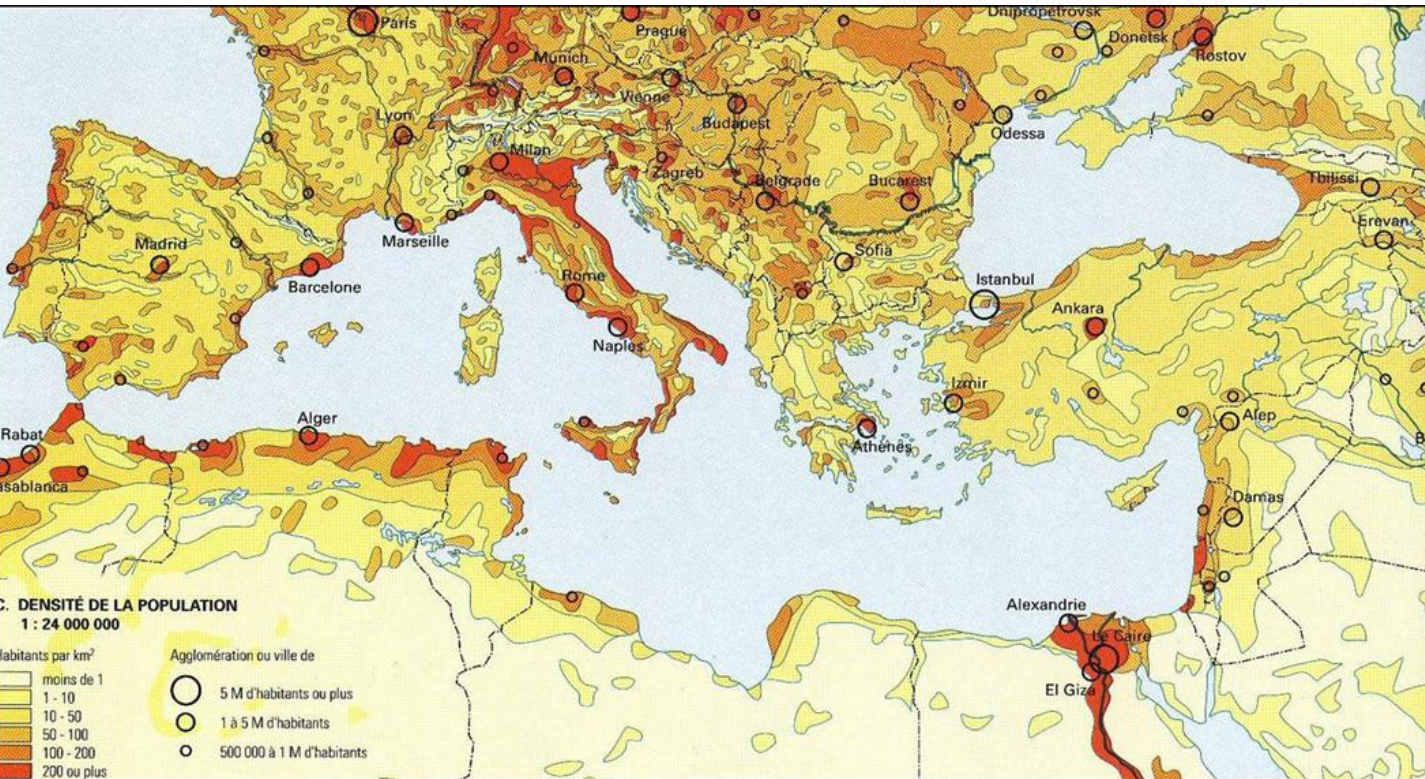 Paris
Prague
Dnipropetrovsk
Donetsk
Rostov
Munich
Vienne
Budapest
Odessa
Lyon
Milan
Zagreb
Belgrade
Bucarest
Tbilissi
Erevan
Marseille
Madrid
Barcelone
Sofia
Rome
Istanbul
Ankara
Naples
Izmir
Alep
Rabat
Alger
Athènes
asablanca
Damas
Alexandrie
Le Caire
El Giza
C. DENSITÉ DE LA POPULATION
1 : 24 000 000
Habitants par km²
moins de 1
1 - 10
10 - 50
50 - 100
100 - 200
200 ou plus
Agglomération ou ville de
5 M d'habitants ou plus
1 à 5 M d'habitants
500 000 à 1 M d'habitants